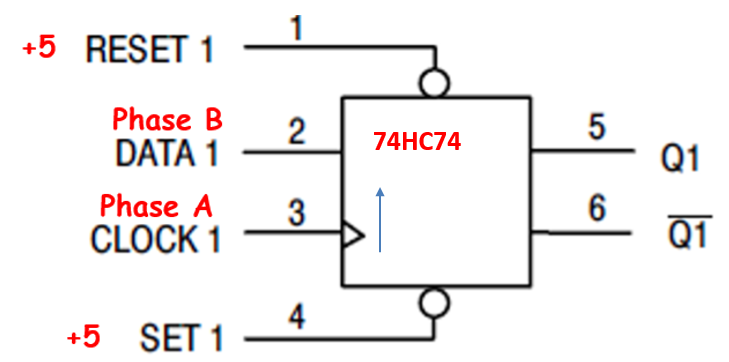 1
+5 RESET 1
Phase B
2
DATA 1
74HC74
5
Q1
Phase A
3
CLOCK 1
6
Q1
4
+5 SET 1